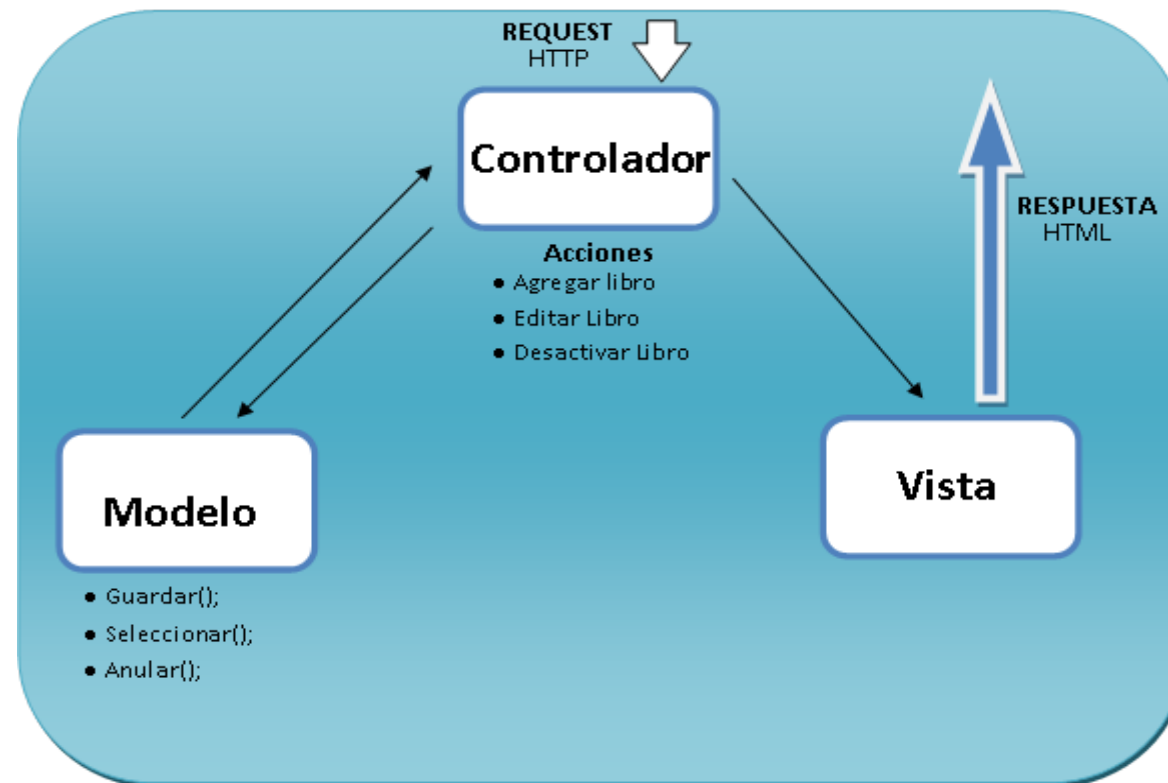 REQUEST
HTTP
Controlador
Acciones
● Agregar libro
● Editar Libro
● Desactivar Libro
RESPUESTA
HTML
Modelo
● Guardar();
● Seleccionar();
● Anular();
Vista